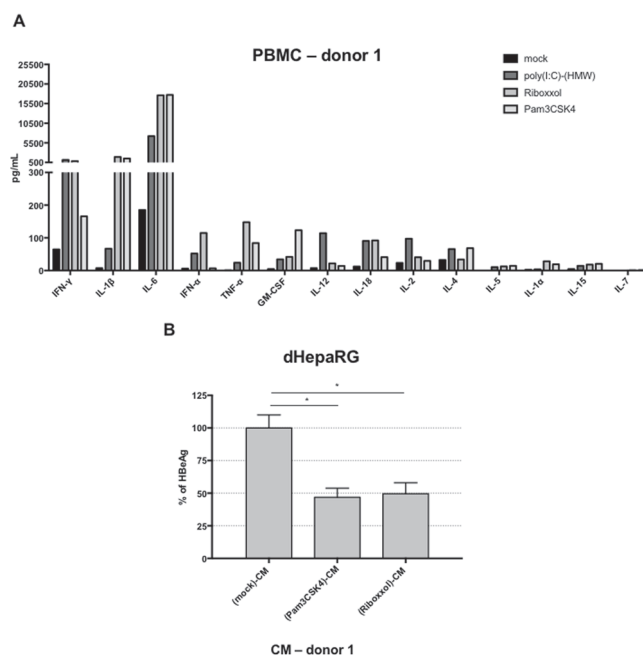 A
PBMC – donor 1
mock
poly(I:C)-(HMW)
Riboxxol
Pam3CSK4
pg/mL
25500
20500
15500
10500
5500
500
300
200
100
0
IFN-γ
IL-1β
IL-6
IFN-α
TNF-α
GM-CSF
IL-12
IL-18
IL-2
IL-4
IL-5
IL-1α
IL-15
IL-7
B
dHepaRG
% of HBeAg
125
100
75
50
25
0
*
*
(mock)-CM
(Pam3CSK4)-CM
(Riboxxol)-CM
CM – donor 1